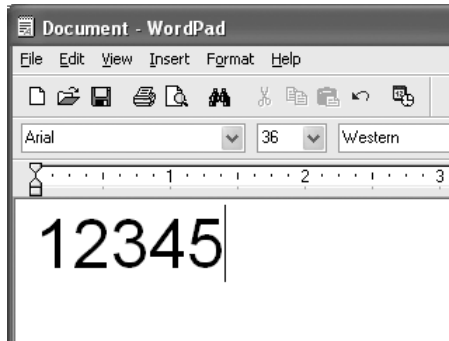 Document - WordPad
File Edit View Insert Format Help
Arial 36 Western
1 2 3
12345